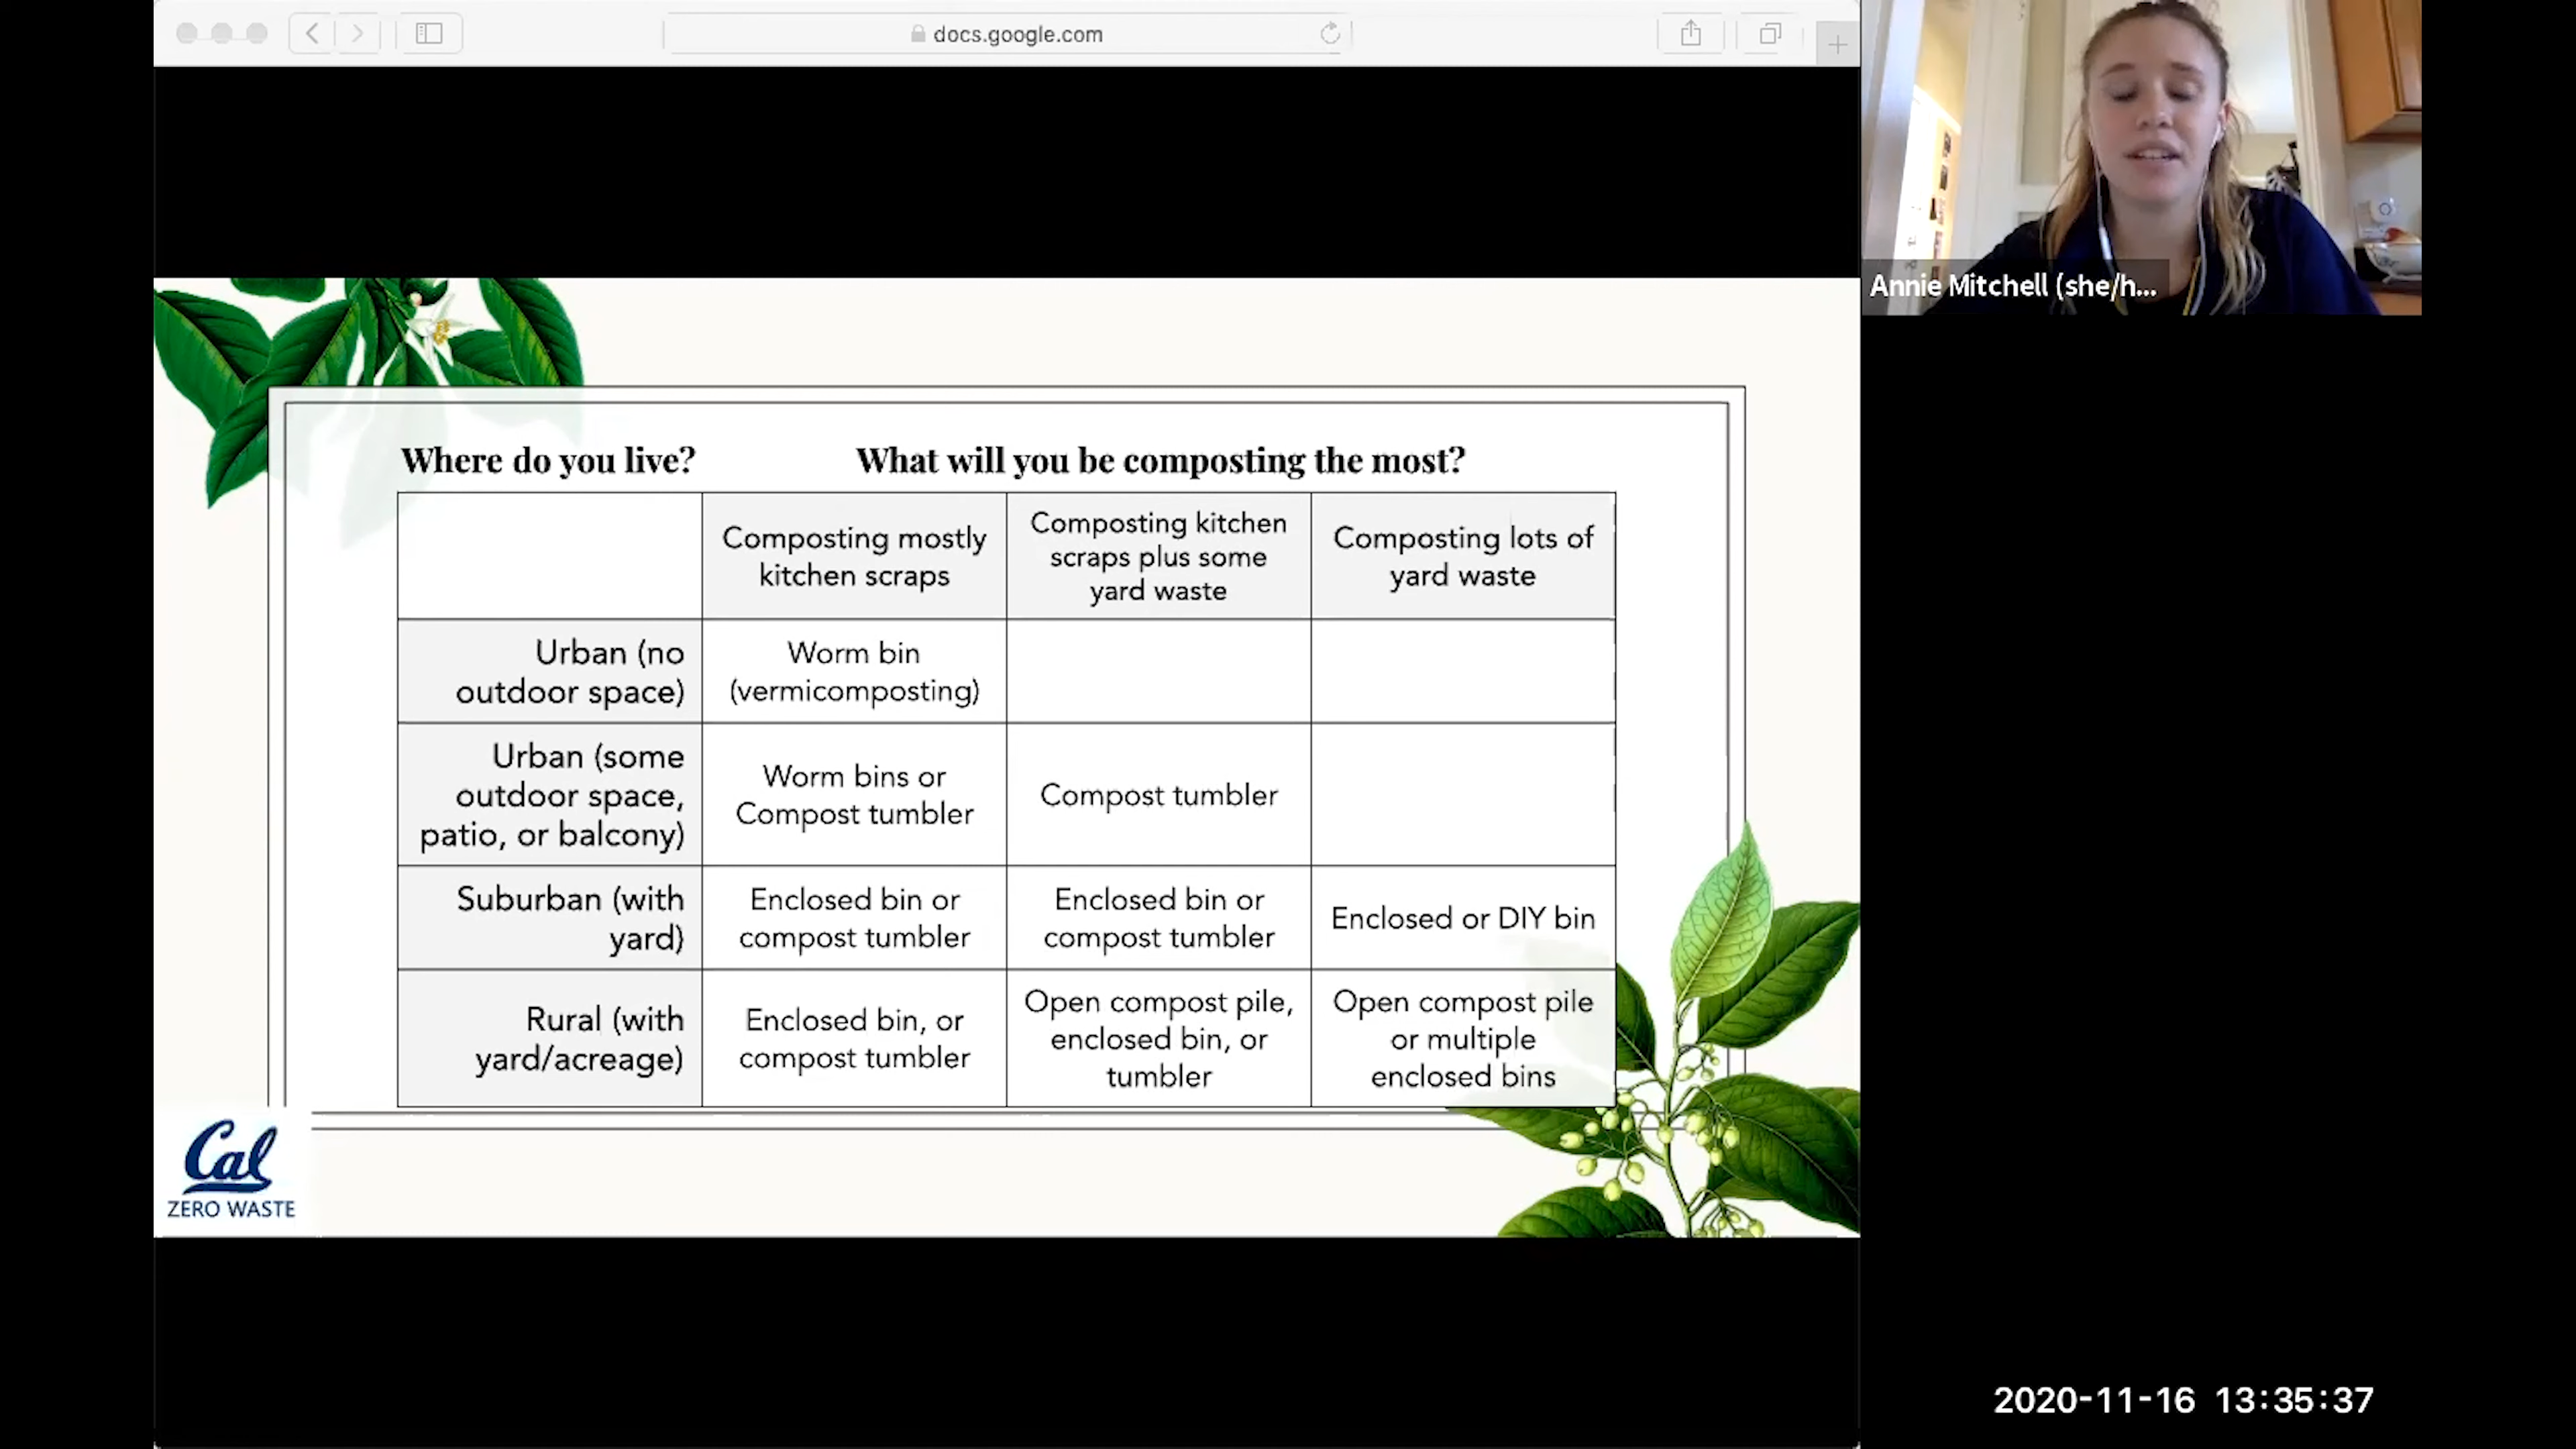 docs.google.com
Annie Mitchell (she/h...
Where do you live?
What will you be composting the most?
Composting mostly
kitchen scraps
Composting kitchen
scraps plus some
yard waste
Composting lots of
yard waste
Urban (no
outdoor space)
Worm bin
(vermicomposting)
Urban (some
outdoor space,
patio, or balcony)
Worm bins or
Compost tumbler
Compost tumbler
Suburban (with
yard)
Enclosed bin or
compost tumbler
Enclosed bin or
compost tumbler
Enclosed or DIY bin
Rural (with
yard/acreage)
Enclosed bin, or
compost tumbler
Open compost pile,
enclosed bin, or
tumbler
Open compost pile
or multiple
enclosed bins
Cal
ZERO WASTE
2020-11-16 13:35:37